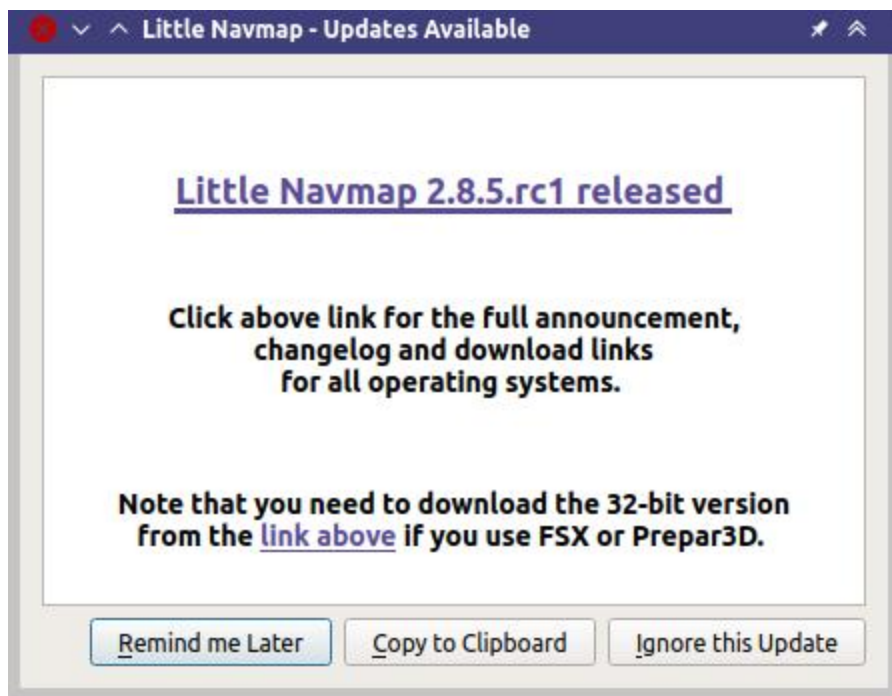 Little Navmap - Updates Available
Little Navmap 2.8.5.rc1 released
Click above link for the full announcement,
changelog and download links
for all operating systems.
Note that you need to download the 32-bit version
from the link above if you use FSX or Prepar3D.
Remind me Later
Copy to Clipboard
Ignore this Update